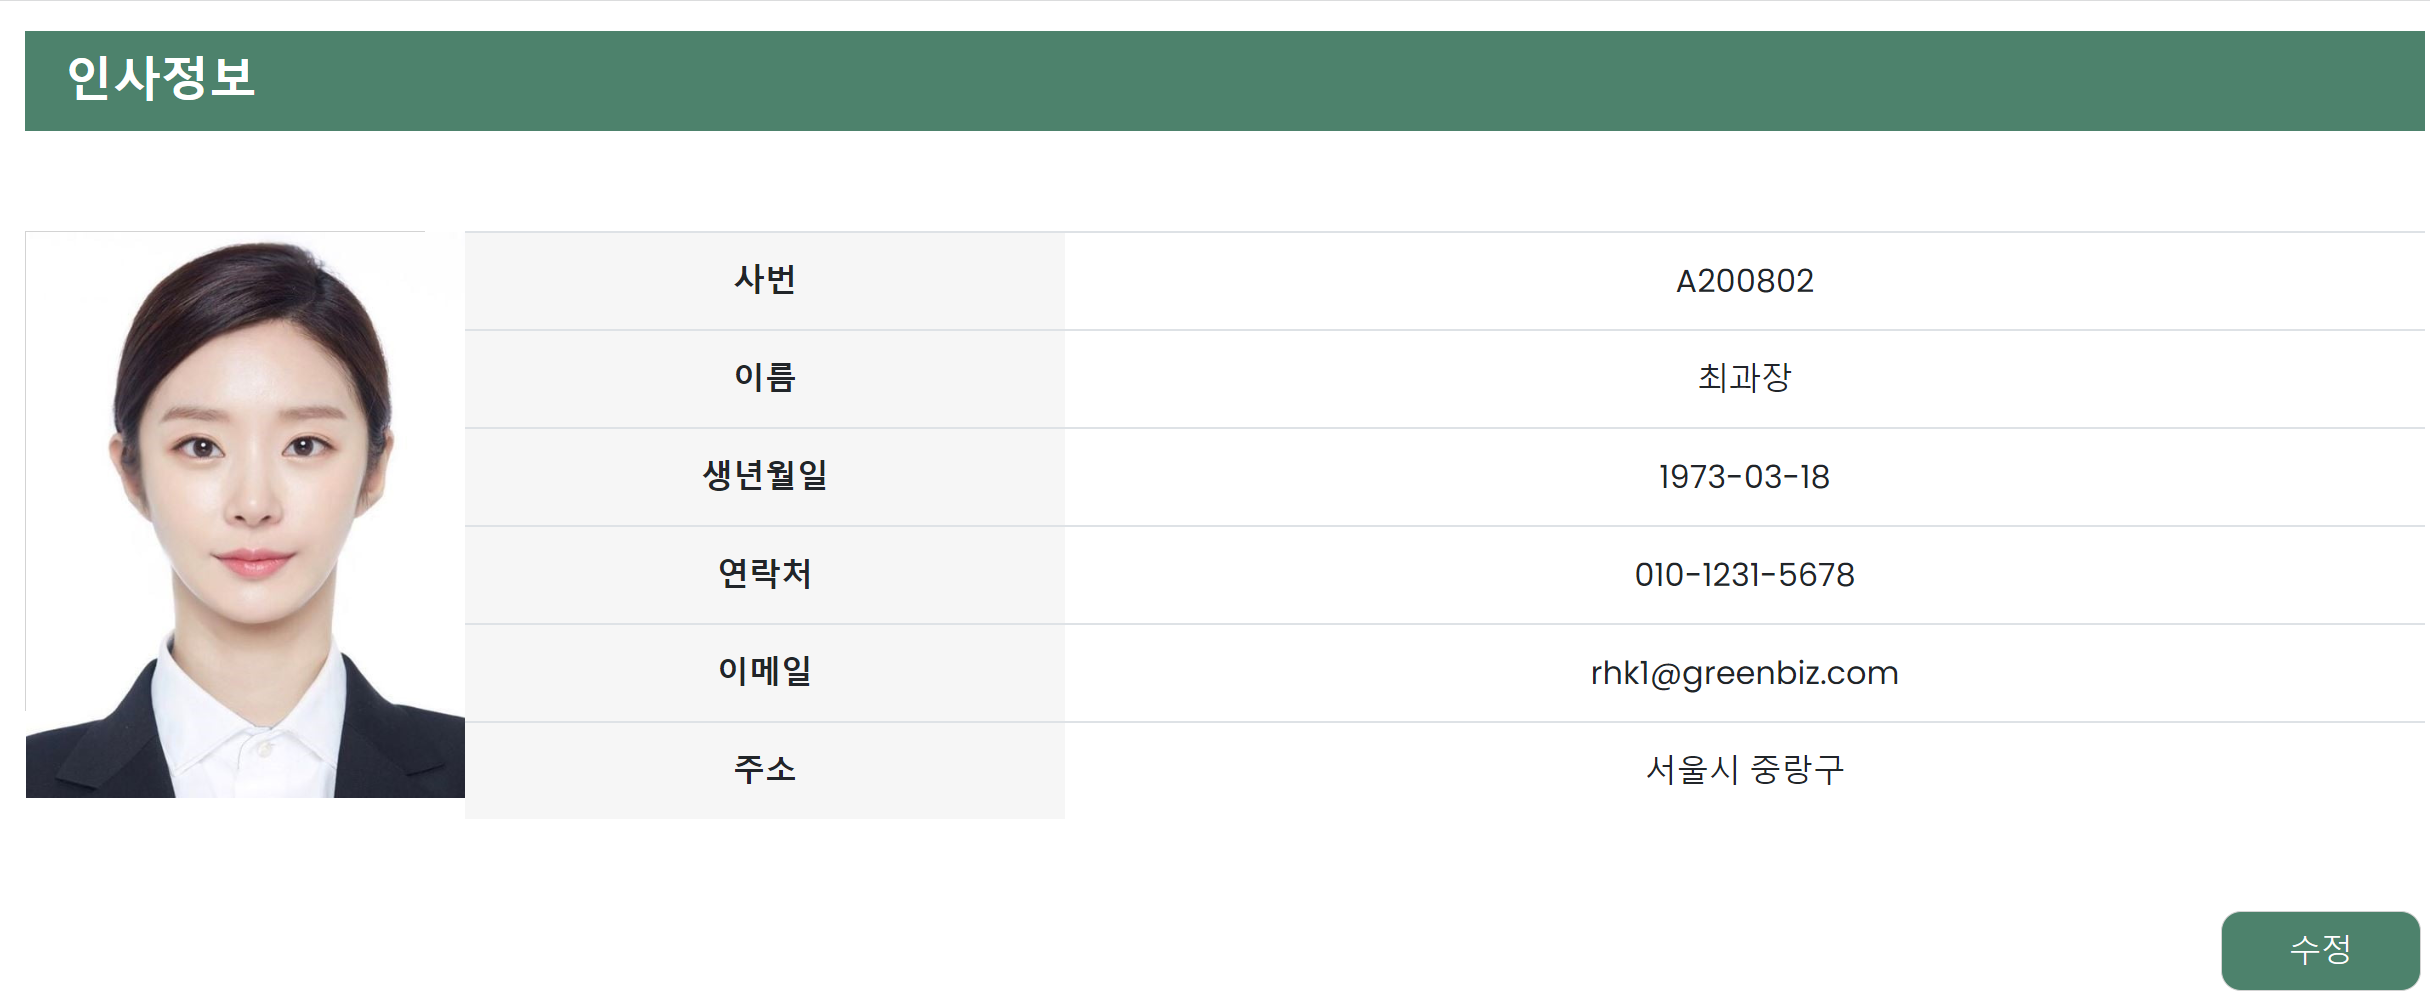 인사정보
사번 A200802
이름 최과장
생년월일 1973-03-18
연락처 010-1231-5678
이메일 rhk1@greenbiz.com
주소 서울시 중랑구
수정